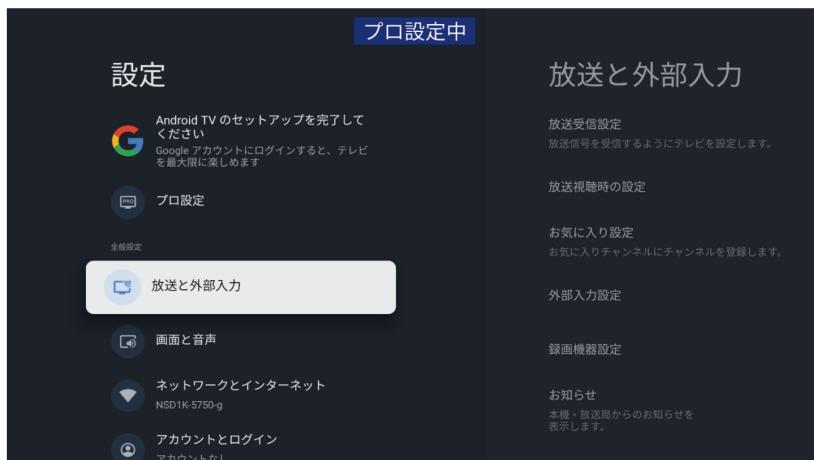 プロ設定中
設定
Android TV のセットアップを完了して
ください
Google アカウントにログインすると、テレビ
を最大限に楽しめます
PRO
プロ設定
全般設定
放送と外部入力
画面と音声
ネットワークとインターネット
NSD1K-5750-g
アカウントとログイン
アカウントなし
放送と外部入力
放送受信設定
放送信号を受信するようにテレビを設定します。
放送視聴時の設定
お気に入り設定
お気に入りチャンネルにチャンネルを登録します。
外部入力設定
録画機器設定
お知らせ
本機・放送局からのお知らせを
表示します。